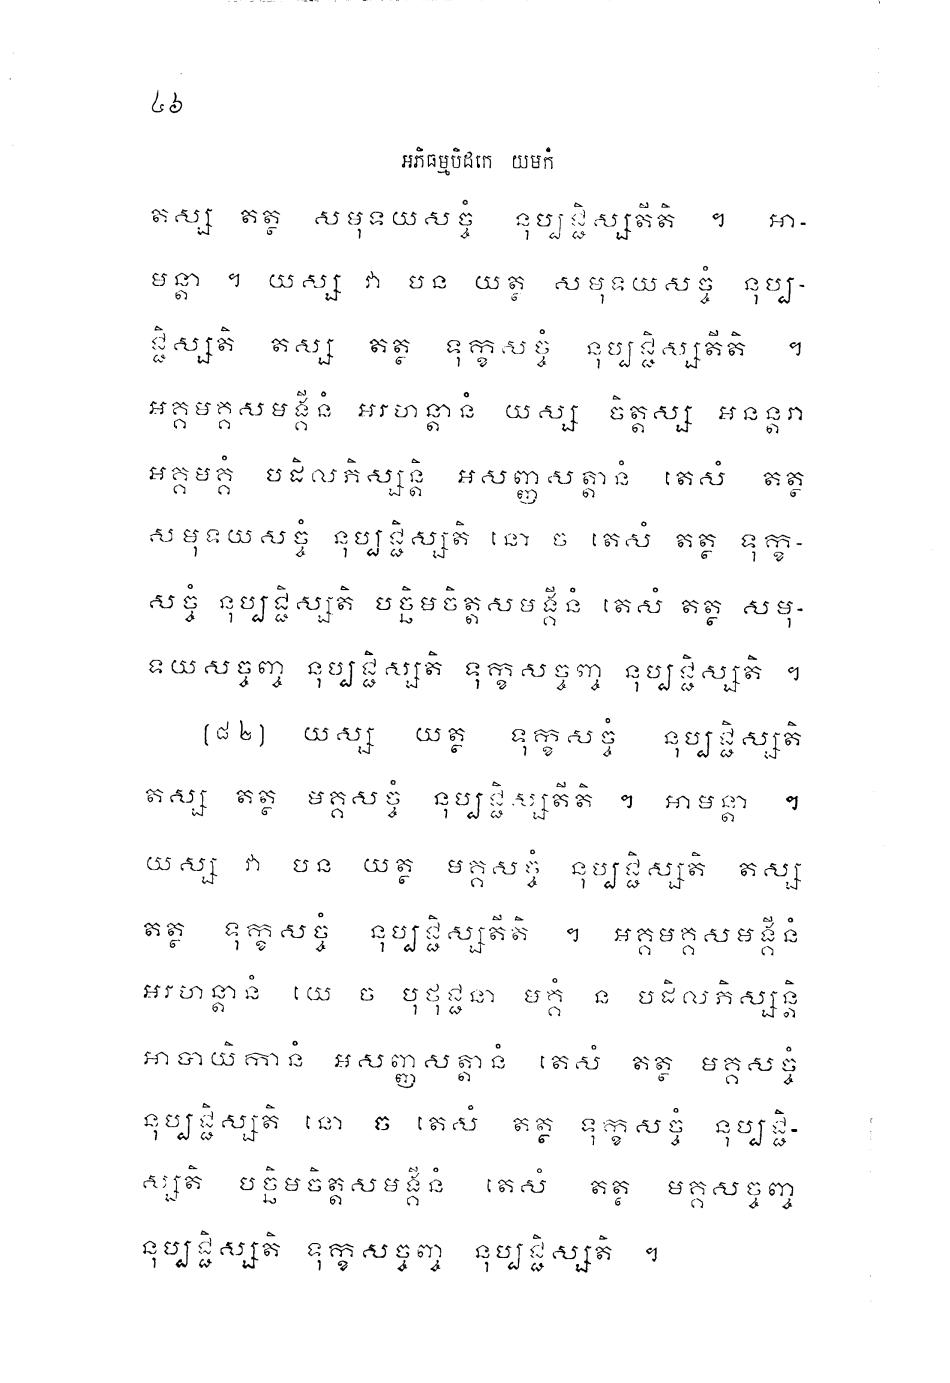 ៤៦
អភិធម្មបិដកេ យមកំ
តស្ស តត្ថ សមុទយសច្ចំ នុប្បជ្ជិស្សតីតិ ។ អា-
មន្តា ។ យស្ស វា បន យត្ថ សមុទយសច្ចំ នុប្ប-
ជ្ជិស្សតិ តស្ស តត្ថ ទុក្ខសច្ចំ នុប្បជ្ជិស្សតីតិ ។
អគ្គមគ្គសមង្គីនំ អរហន្តានំ យស្ស ចិត្តស្ស អនន្តរា
អគ្គមគ្គំ បដិលភិស្សន្តិ អសញ្ញសត្តានំ តេសំ តត្ថ
សមុទយសច្ចំ នុប្បជ្ជិស្សតិ នោ ច តេសំ តត្ថ ទុក្ខ-
សច្ចំ នុប្បជ្ជិស្សតិ បច្ឆិមចិត្តសមង្គីនំ តេសំ តត្ថ សមុ-
ទយសច្ចញ្ច នុប្បជ្ជិស្សតិ ទុក្ខសច្ចញ្ច នុប្បជ្ជិស្សតិ ។
(៨២) យស្ស យត្ថ ទុក្ខសច្ចំ នុប្បជ្ជិស្សតិ
តស្ស តត្ថ មគ្គសច្ចំ នុប្បជ្ជិស្សតីតិ ។ អាមន្តា ។
យស្ស វា បន យត្ថ មគ្គសច្ចំ នុប្បជ្ជិស្សតិ តស្ស
តត្ថ ទុក្ខសច្ចំ នុប្បជ្ជិស្សតីតិ ។ អគ្គមគ្គសមង្គីនំ
អរហន្តានំ យេ ច បុថុជ្ជនា មគ្គំ ន បដិលភិស្សន្តិ
អាបាយិកានំ អសញ្ញសត្តានំ តេសំ តត្ថ មគ្គសច្ចំ
នុប្បជ្ជិស្សតិ នោ ច តេសំ តត្ថ ទុក្ខសច្ចំ នុប្បជ្ជិ-
ស្សតិ បច្ឆិមចិត្តសមង្គីនំ តេសំ តត្ថ មគ្គសច្ចញ្ច
នុប្បជ្ជិស្សតិ ទុក្ខសច្ចញ្ច នុប្បជ្ជិស្សតិ ។